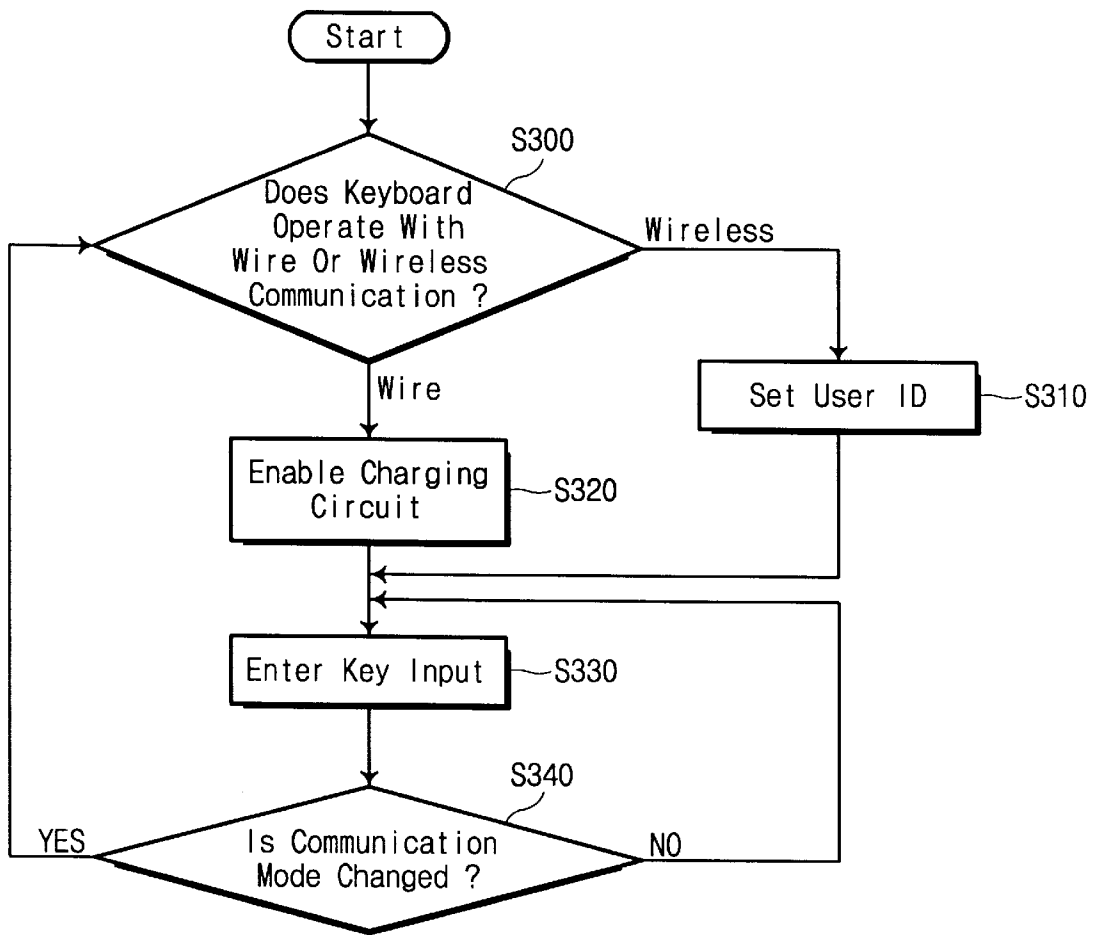 Start
S300
Does Keyboard
Operate With
Wire Or Wireless
Communication ?
Wireless
Wire
Set User ID
S310
Enable Charging
Circuit
S320
Enter Key Input
S330
S340
YES
Is Communication
Mode Changed ?
NO